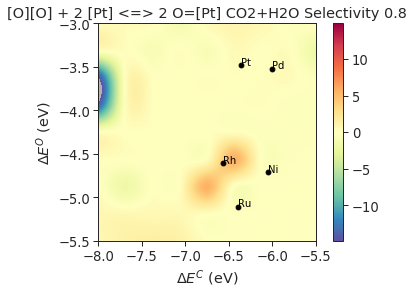 [O][O] + 2 [Pt] <=> 2 O=[Pt] CO2+H2O Selectivity 0.8
−3.0
−3.5
−4.0
−4.5
−5.0
−5.5
ΔE^O (eV)
Pt
Pd
Rh
Ni
Ru
−8.0 −7.5 −7.0 −6.5 −6.0 −5.5
ΔE^C (eV)
10
5
0
−5
−10